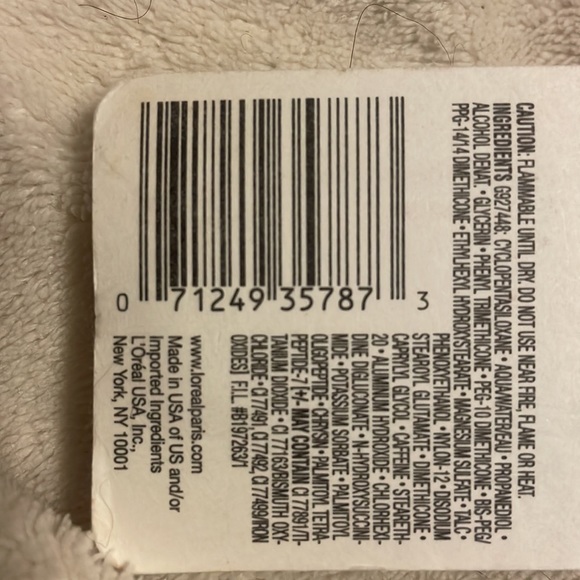 CAUTION: FLAMMABLE UNTIL DRY. DO NOT USE NEAR FIRE, FLAME OR HEAT.
INGREDIENTS G927448: CYCLOPENTASILOXANE • AQUA/WATER/EAU • PROPANEDIOL •
ALCOHOL DENAT. • GLYCERIN • PHENYL TRIMETHICONE • PEG-10 DIMETHICONE • BIS-PEG/
PPG-14/14 DIMETHICONE • ETHYLHEXYL HYDROXYSTEARATE • MAGNESIUM SULFATE • TALC •
PHENOXYETHANOL • NYLON-12 • DISODIUM
STEAROYL GLUTAMATE • DIMETHICONE •
CAPRYLYL GLYCOL • CAFFEINE • STEARETH-
20 • ALUMINUM HYDROXIDE • CHLORHEXI-
DINE DIGLUCONATE • N-HYDROXYSUCCINI-
MIDE • POTASSIUM SORBATE • PALMITOYL
OLIGOPEPTIDE • CHRYSIN • PALMITOYL TETRA-
PEPTIDE-7 [+/- MAY CONTAIN CI 77891/TI-
TANIUM DIOXIDE • CI 77163/BISMUTH OXY-
CHLORIDE • CI 77491, CI 77492, CI 77499/IRON
OXIDES] F.I.L. #B197263/1
www.lorealparis.com
Made in USA of US and/or
Imported Ingredients
L'Oréal USA, Inc.,
New York, NY 10001
0 71249 35787 3